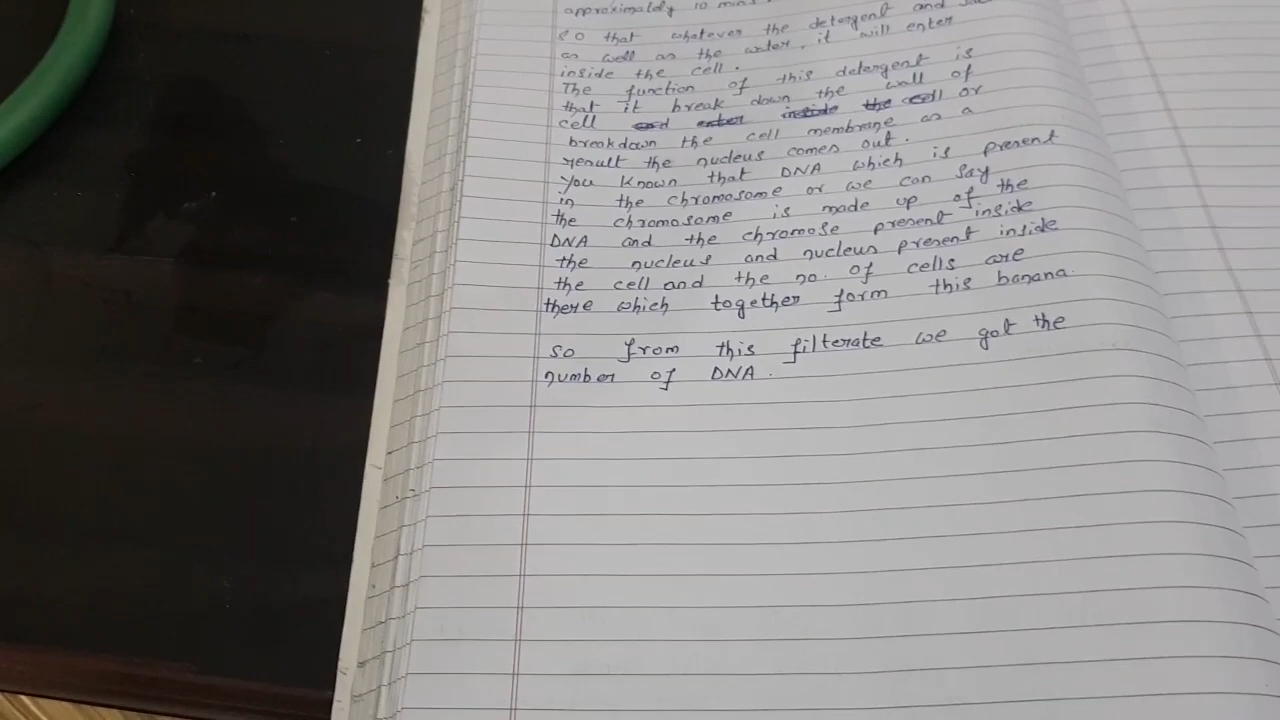 approximately 10 mins
so that whatever the detergent and
as well as the water, it will enter
inside the cell.
The function of this detergent is
that it break down the wall of
cell and enter inside the cell or
breakdown the cell membrane as a
result the nucleus comes out.
You known that DNA which is present
in the chromosome or we can say
the chromosome is made up of the
DNA and the chromose present inside
the nucleus and nucleus present inside
the cell and the no. of cells are
there which together form this banana.
so from this filterate we got the
number of DNA.